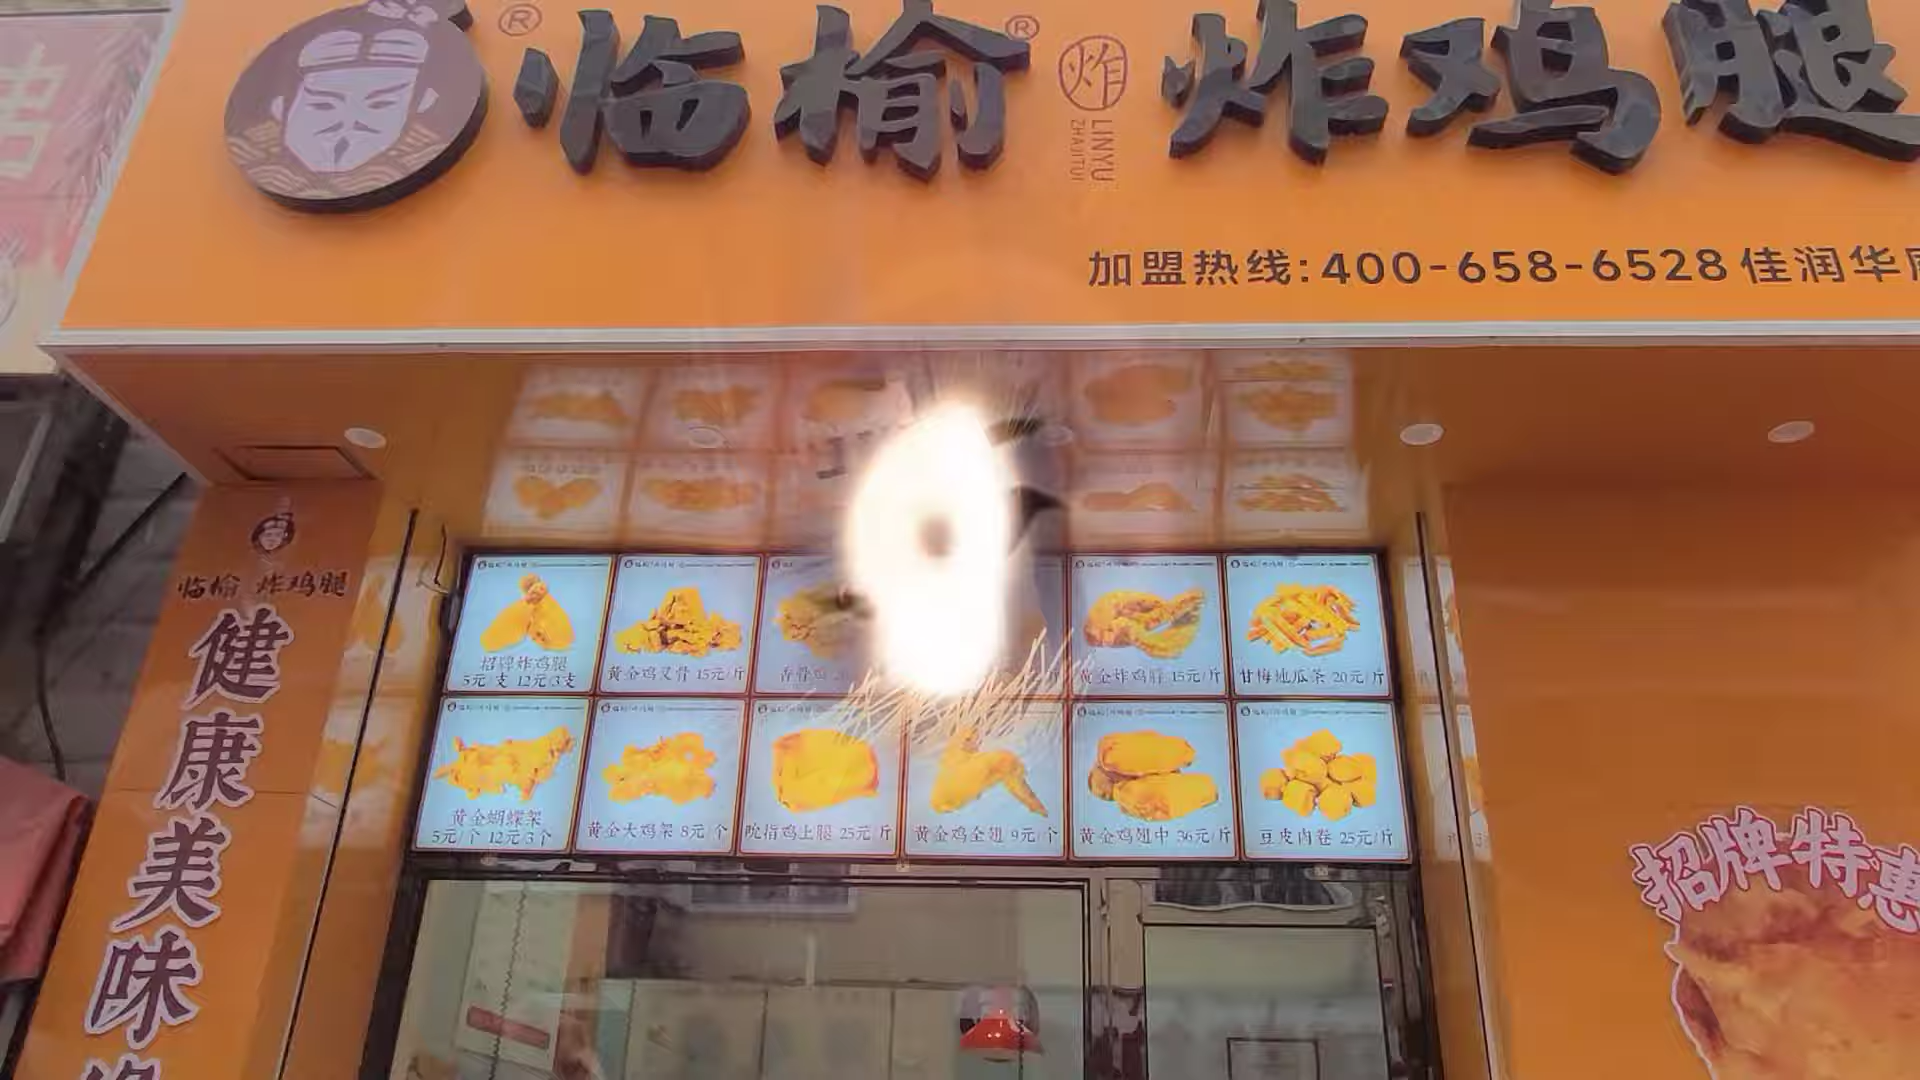 临榆 炸 炸鸡腿
LINYU
ZHAJITUI
加盟热线:400-658-6528 佳润华
临榆 炸鸡腿
健康美味
招牌炸鸡腿
5元/支 12元/3支
黄金鸡叉骨 15元/斤
黄金炸鸡脖 15元/斤
甘梅地瓜条 20元/斤
黄金蝴蝶架
5元/个 12元/3个
黄金大鸡架 8元/个
吮指鸡上腿 25元/斤
黄金鸡全翅 9元/个
黄金鸡翅中 36元/斤
豆皮肉卷 25元/斤
招牌特惠